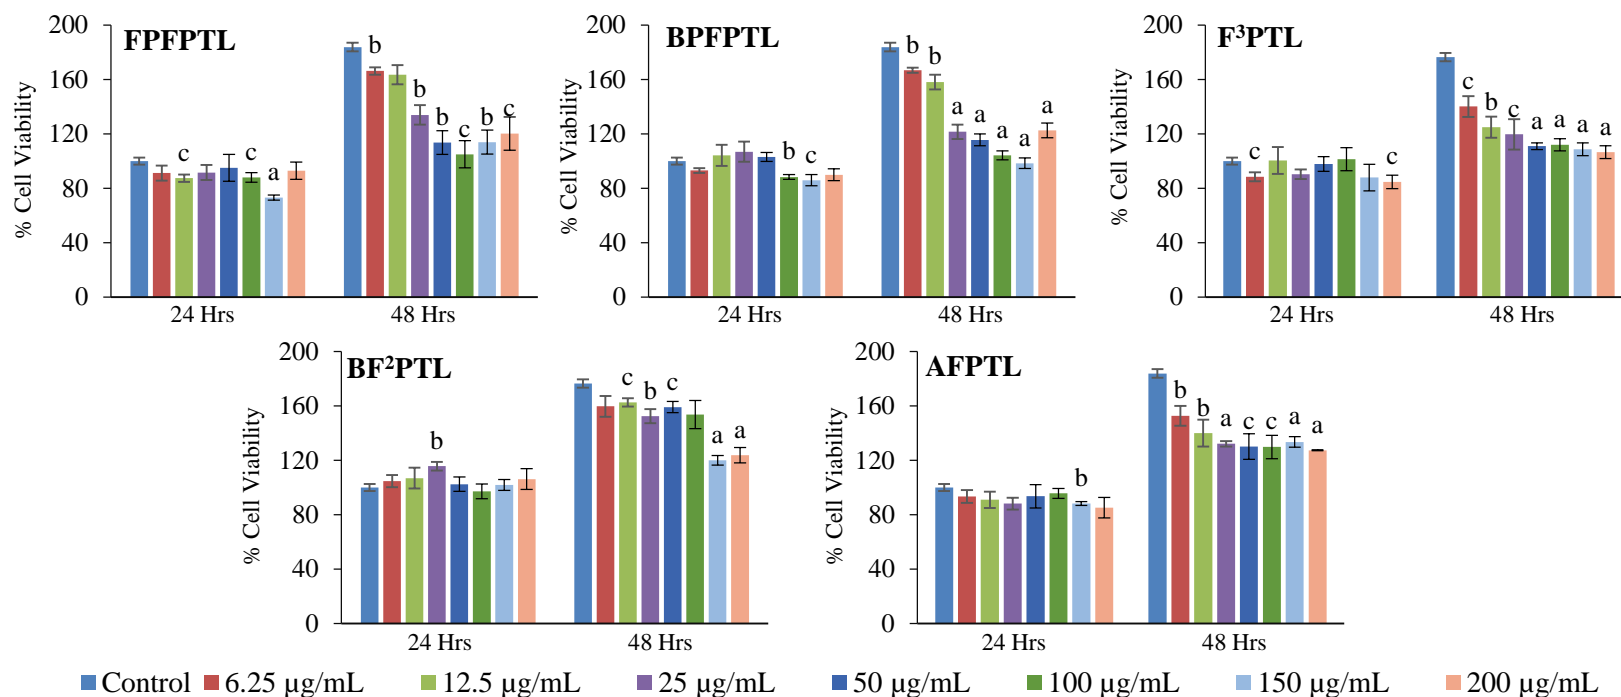 FPFPTL
% Cell Viability
200
160
120
80
40
0
c c a
b b b c b c
24 Hrs 48 Hrs
BPFPTL
% Cell Viability
200
160
120
80
40
0
b c
b b a a a a a
24 Hrs 48 Hrs
F³PTL
% Cell Viability
200
160
120
80
40
0
c c
c b c a a a a
24 Hrs 48 Hrs
BF²PTL
% Cell Viability
200
160
120
80
40
0
b
c b c a a
24 Hrs 48 Hrs
AFPTL
% Cell Viability
200
160
120
80
40
0
b
b b a c c a a
24 Hrs 48 Hrs
Control 6.25 µg/mL 12.5 µg/mL 25 µg/mL 50 µg/mL 100 µg/mL 150 µg/mL 200 µg/mL